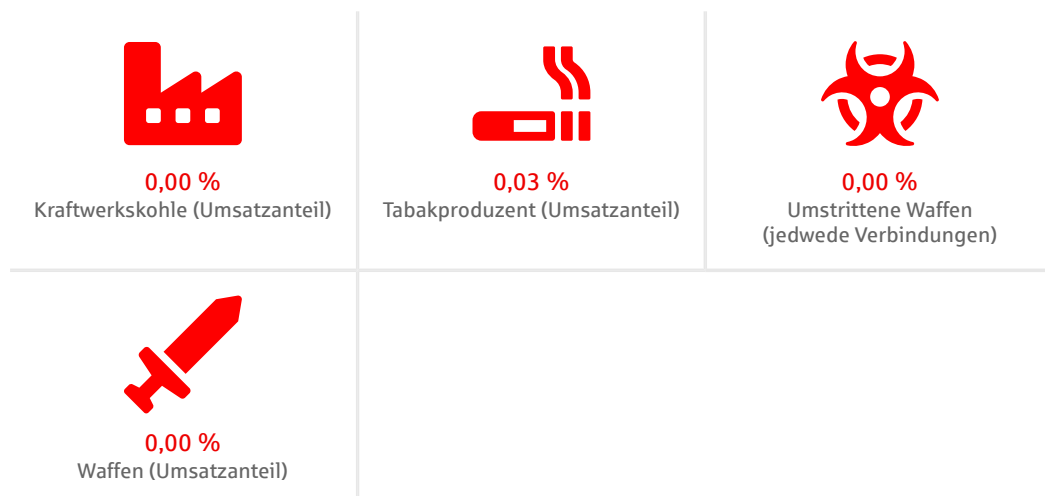 0,00 %
Kraftwerkskohle (Umsatzanteil)
0,03 %
Tabakproduzent (Umsatzanteil)
0,00 %
Umstrittene Waffen
(jedwede Verbindungen)
0,00 %
Waffen (Umsatzanteil)